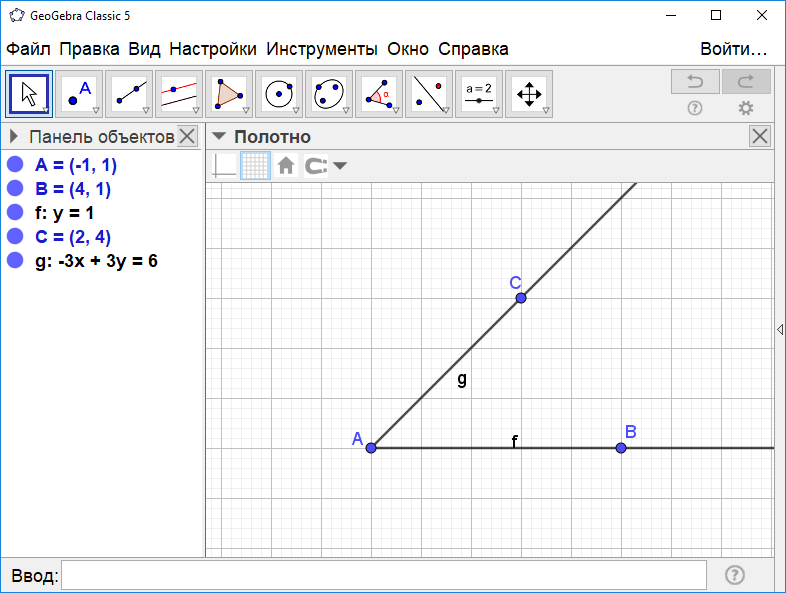 GeoGebra Classic 5
Файл Правка Вид Настройки Инструменты Окно Справка Войти...
A
α
a = 2
Панель объектов
Полотно
A = (-1, 1)
B = (4, 1)
f: y = 1
C = (2, 4)
g: -3x + 3y = 6
C
g
A
f
B
Ввод: